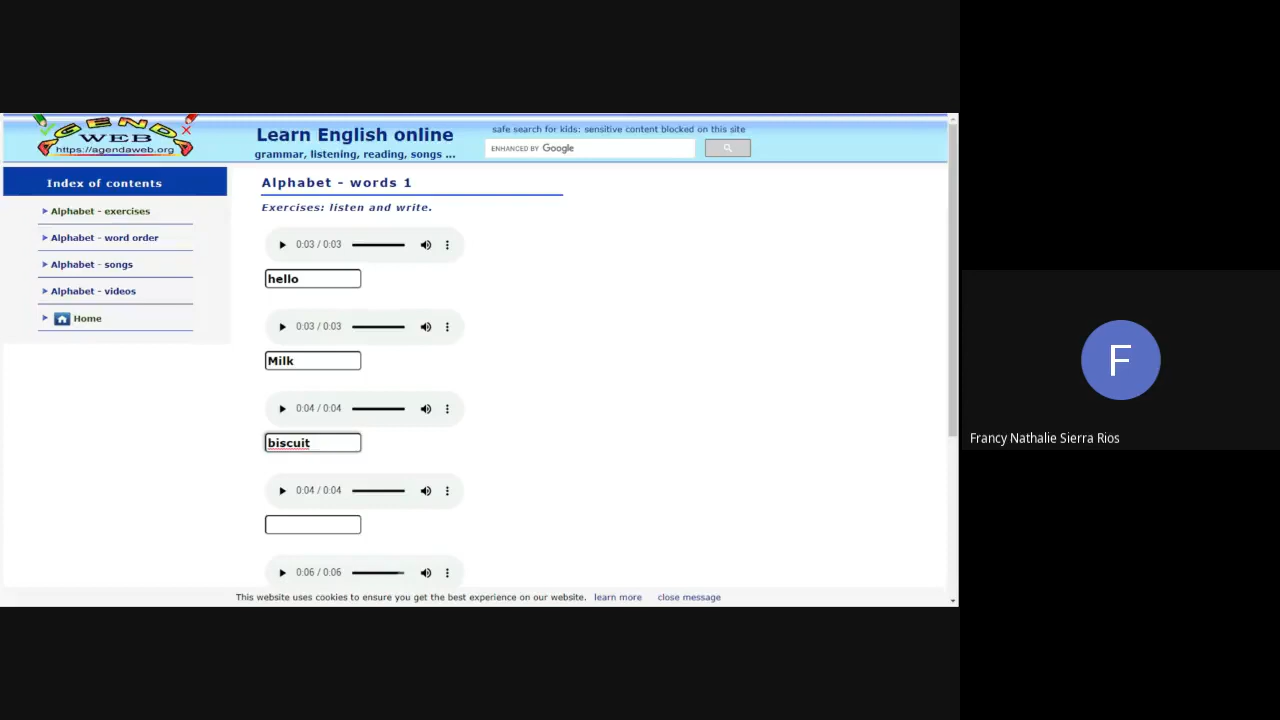 GEND
WEB
https://agendaweb.org
Learn English online
grammar, listening, reading, songs ...
safe search for kids: sensitive content blocked on this site
ENHANCED BY Google
Index of contents
Alphabet - exercises
Alphabet - word order
Alphabet - songs
Alphabet - videos
Home
Alphabet - words 1
Exercises: listen and write.
0:03 / 0:03
hello
0:03 / 0:03
Milk
0:04 / 0:04
biscuit
0:04 / 0:04
0:06 / 0:06
This website uses cookies to ensure you get the best experience on our website. learn more close message
F
Francy Nathalie Sierra Rios